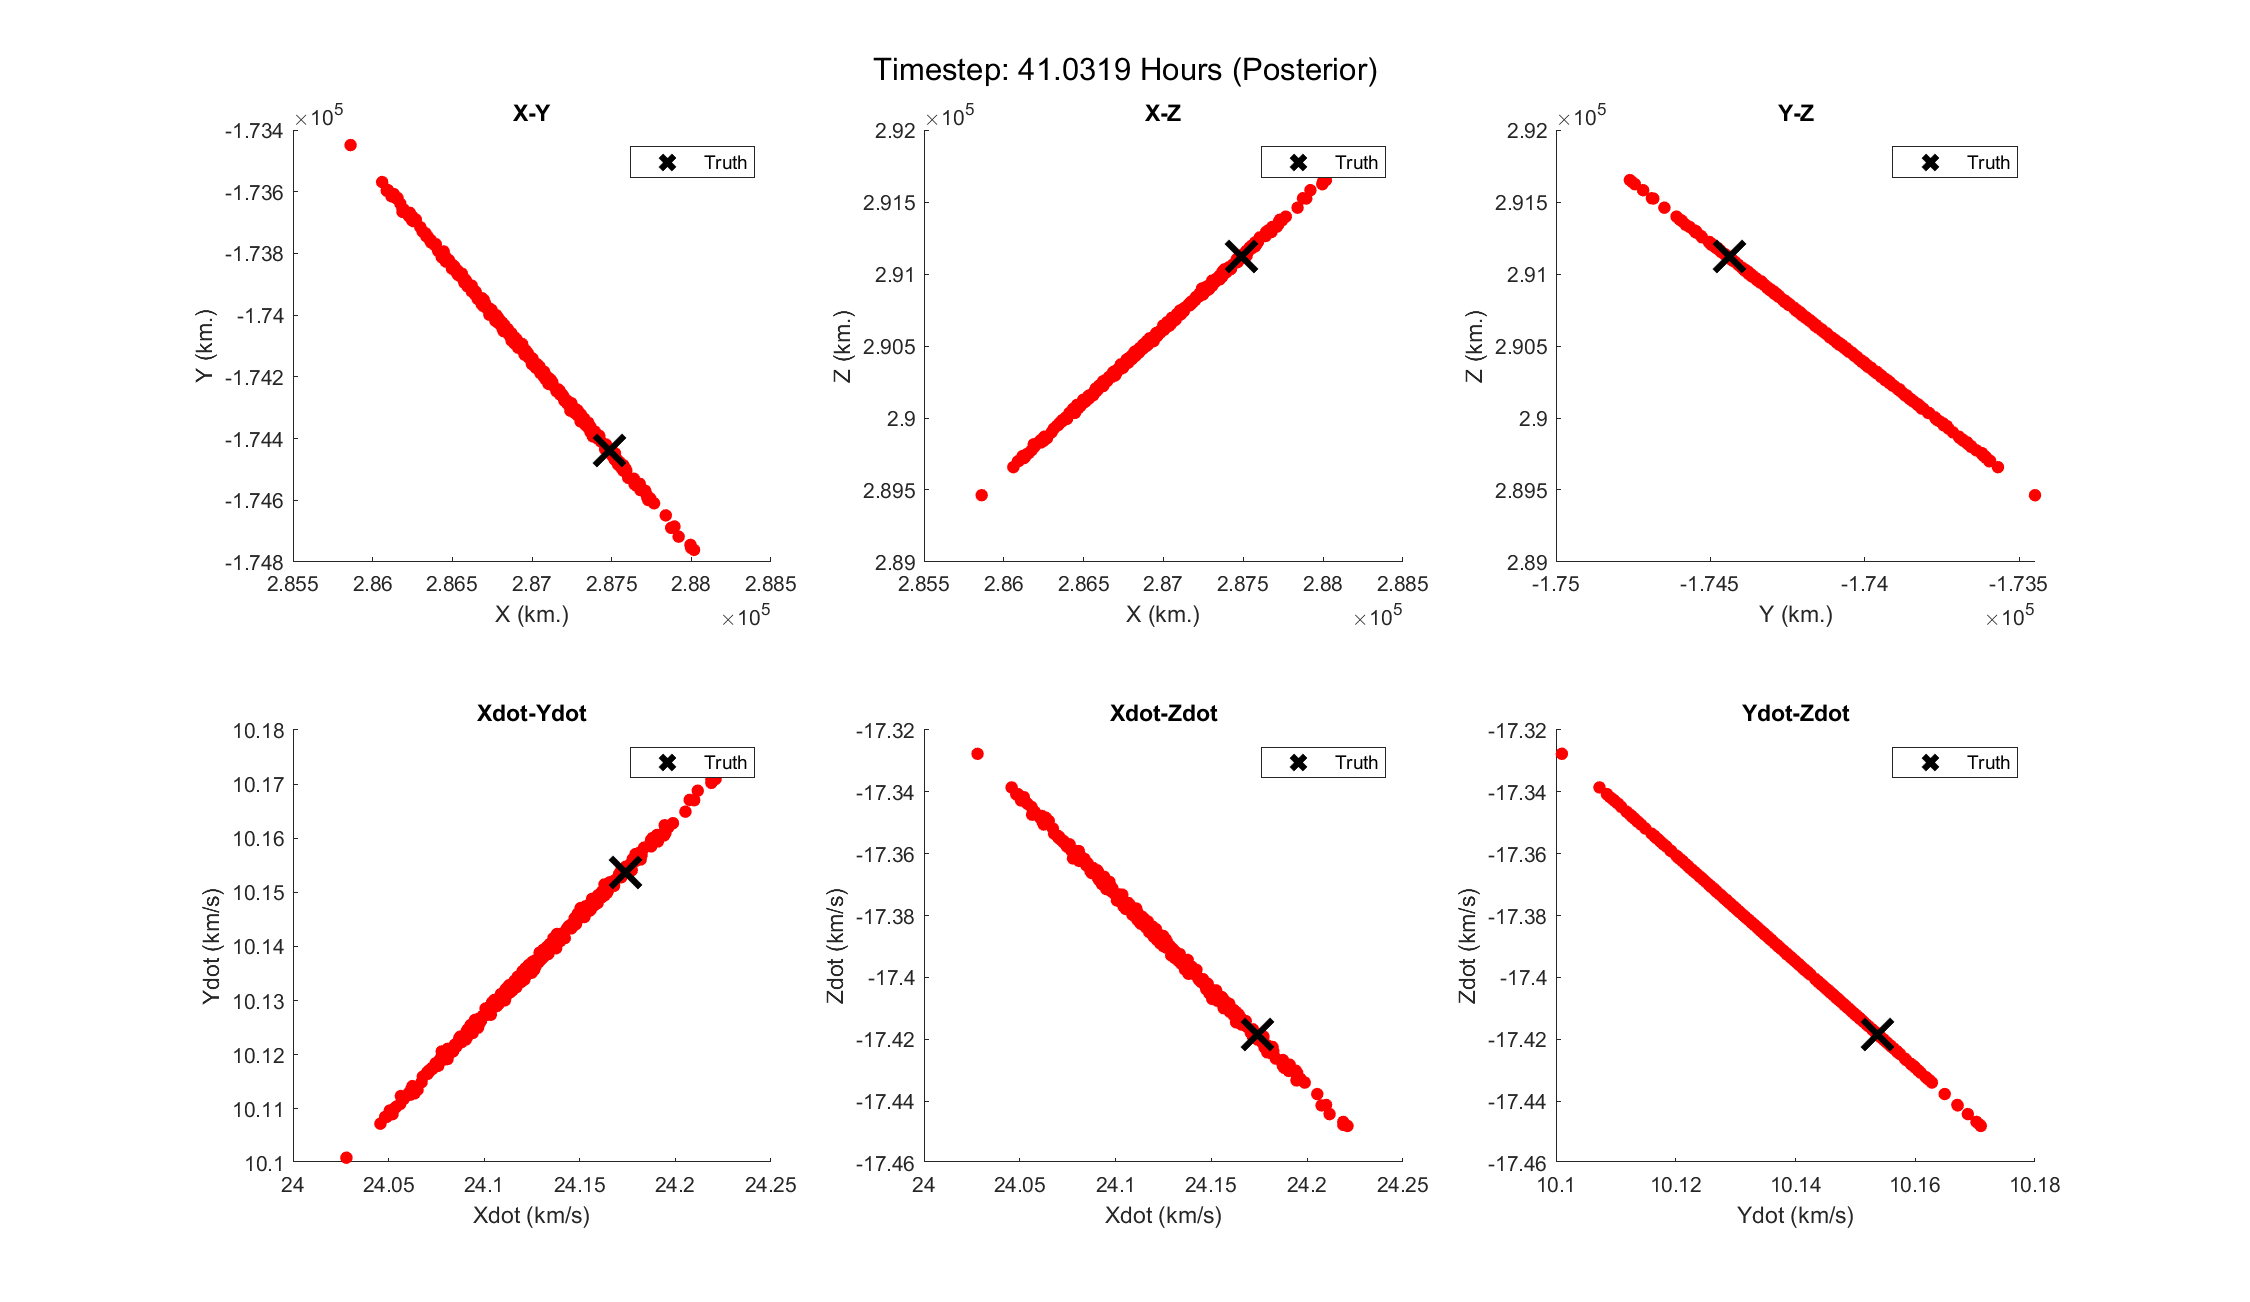 Timestep: 41.0319 Hours (Posterior)
X-Y
×10^5
-1.734
-1.736
-1.738
-1.74
-1.742
-1.744
-1.746
-1.748
Y (km.)
Truth
2.855 2.86 2.865 2.87 2.875 2.88 2.885
X (km.)
×10^5
X-Z
×10^5
2.92
2.915
2.91
2.905
2.9
2.895
2.89
Z (km.)
Truth
2.855 2.86 2.865 2.87 2.875 2.88 2.885
X (km.)
×10^5
Y-Z
×10^5
2.92
2.915
2.91
2.905
2.9
2.895
2.89
Z (km.)
Truth
-1.75 -1.745 -1.74 -1.735
Y (km.)
×10^5
Xdot-Ydot
10.18
10.17
10.16
10.15
10.14
10.13
10.12
10.11
10.1
Ydot (km/s)
Truth
24 24.05 24.1 24.15 24.2 24.25
Xdot (km/s)
Xdot-Zdot
-17.32
-17.34
-17.36
-17.38
-17.4
-17.42
-17.44
-17.46
Zdot (km/s)
Truth
24 24.05 24.1 24.15 24.2 24.25
Xdot (km/s)
Ydot-Zdot
-17.32
-17.34
-17.36
-17.38
-17.4
-17.42
-17.44
-17.46
Zdot (km/s)
Truth
10.1 10.12 10.14 10.16 10.18
Ydot (km/s)